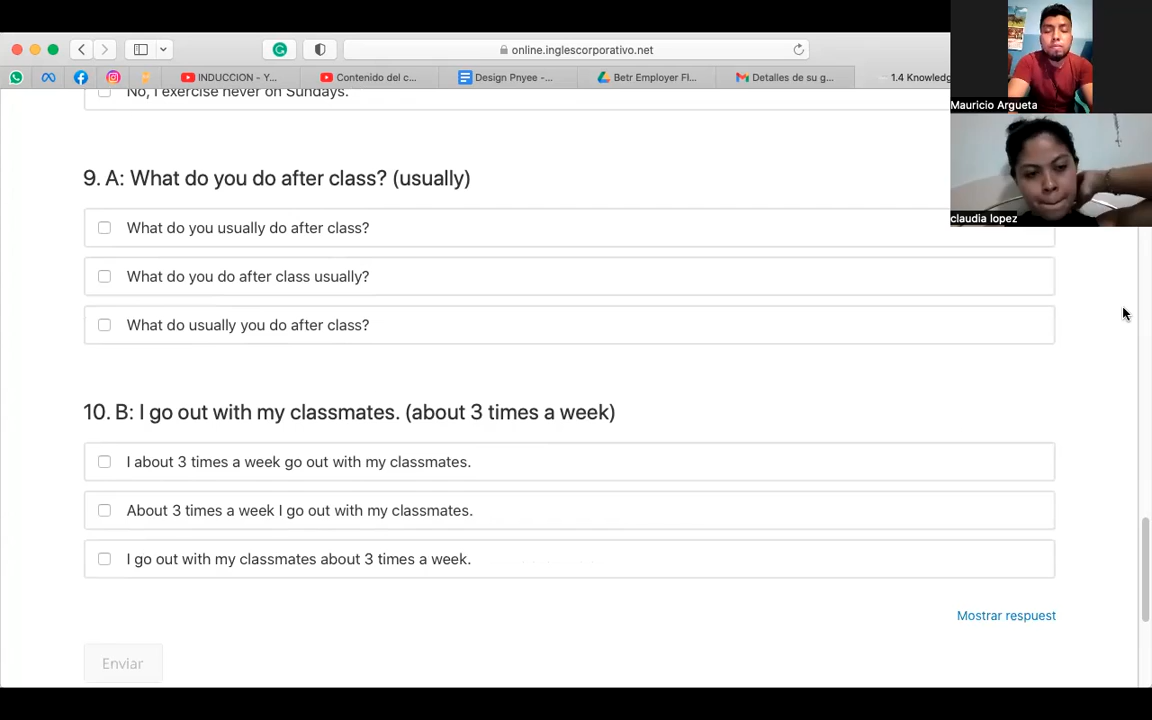 online.inglescorporativo.net
INDUCCION - Y...
Contenido del c...
Design Pnyee -...
Betr Employer Fl...
Detalles de su g...
1.4 Knowledg
Mauricio Argueta
claudia lopez
No, I exercise never on Sundays.
9. A: What do you do after class? (usually)
What do you usually do after class?
What do you do after class usually?
What do usually you do after class?
10. B: I go out with my classmates. (about 3 times a week)
I about 3 times a week go out with my classmates.
About 3 times a week I go out with my classmates.
I go out with my classmates about 3 times a week.
Mostrar respuest
Enviar